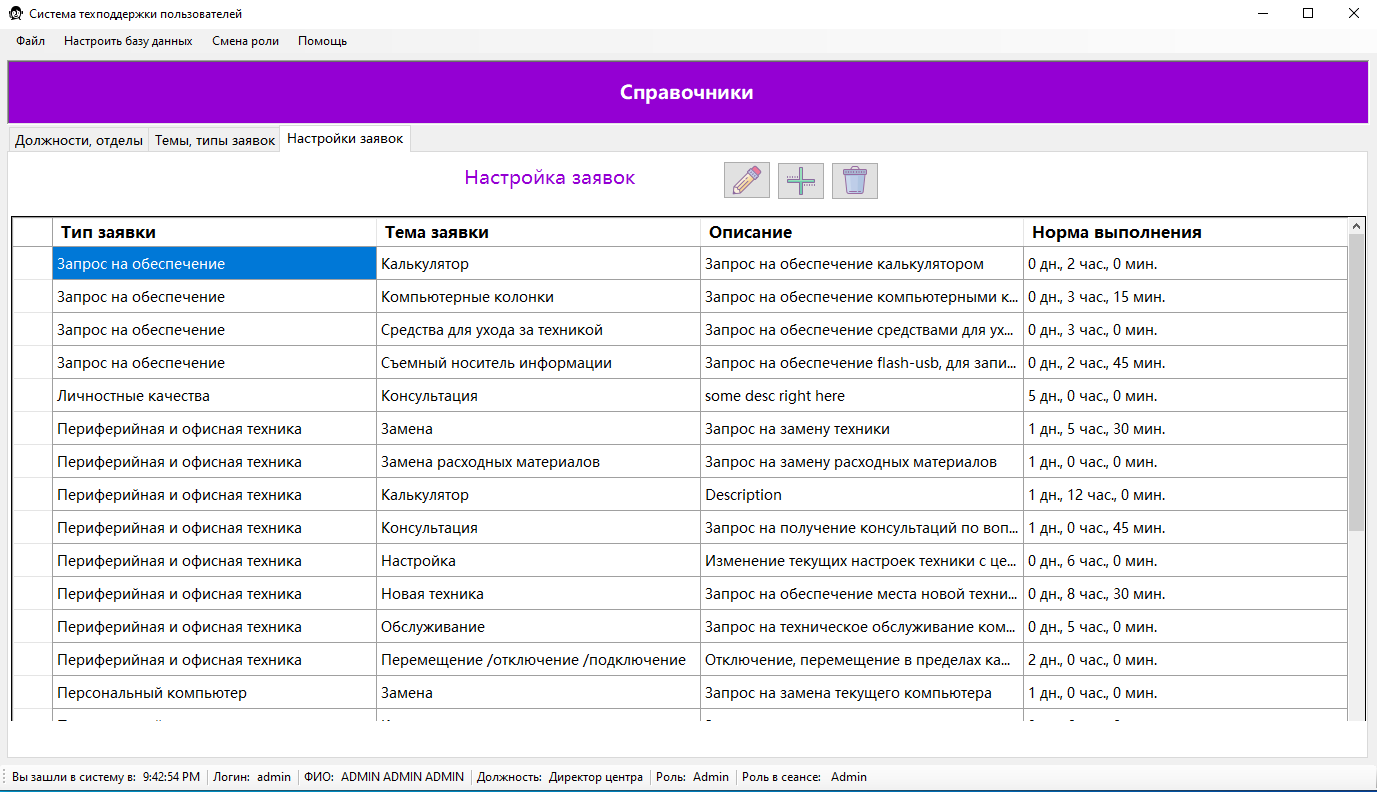 Система техподдержки пользователей
Файл Настроить базу данных Смена роли Помощь
Справочники
Должности, отделы Темы, типы заявок Настройки заявок
Настройка заявок
Тип заявки Тема заявки Описание Норма выполнения
Запрос на обеспечение Калькулятор Запрос на обеспечение калькулятором 0 дн., 2 час., 0 мин.
Запрос на обеспечение Компьютерные колонки Запрос на обеспечение компьютерными к... 0 дн., 3 час., 15 мин.
Запрос на обеспечение Средства для ухода за техникой Запрос на обеспечение средствами для ух... 0 дн., 3 час., 0 мин.
Запрос на обеспечение Съемный носитель информации Запрос на обеспечение flash-usb, для запи... 0 дн., 2 час., 45 мин.
Личностные качества Консультация some desc right here 5 дн., 0 час., 0 мин.
Периферийная и офисная техника Замена Запрос на замену техники 1 дн., 5 час., 30 мин.
Периферийная и офисная техника Замена расходных материалов Запрос на замену расходных материалов 1 дн., 0 час., 0 мин.
Периферийная и офисная техника Калькулятор Description 1 дн., 12 час., 0 мин.
Периферийная и офисная техника Консультация Запрос на получение консультаций по воп... 1 дн., 0 час., 45 мин.
Периферийная и офисная техника Настройка Изменение текущих настроек техники с це... 0 дн., 6 час., 0 мин.
Периферийная и офисная техника Новая техника Запрос на обеспечение места новой техни... 0 дн., 8 час., 30 мин.
Периферийная и офисная техника Обслуживание Запрос на техническое обслуживание ком... 0 дн., 5 час., 0 мин.
Периферийная и офисная техника Перемещение /отключение /подключение Отключение, перемещение в пределах ка... 2 дн., 0 час., 0 мин.
Персональный компьютер Замена Запрос на замена текущего компьютера 1 дн., 0 час., 0 мин.
Вы зашли в систему в: 9:42:54 PM Логин: admin ФИО: ADMIN ADMIN ADMIN Должность: Директор центра Роль: Admin Роль в сеансе: Admin